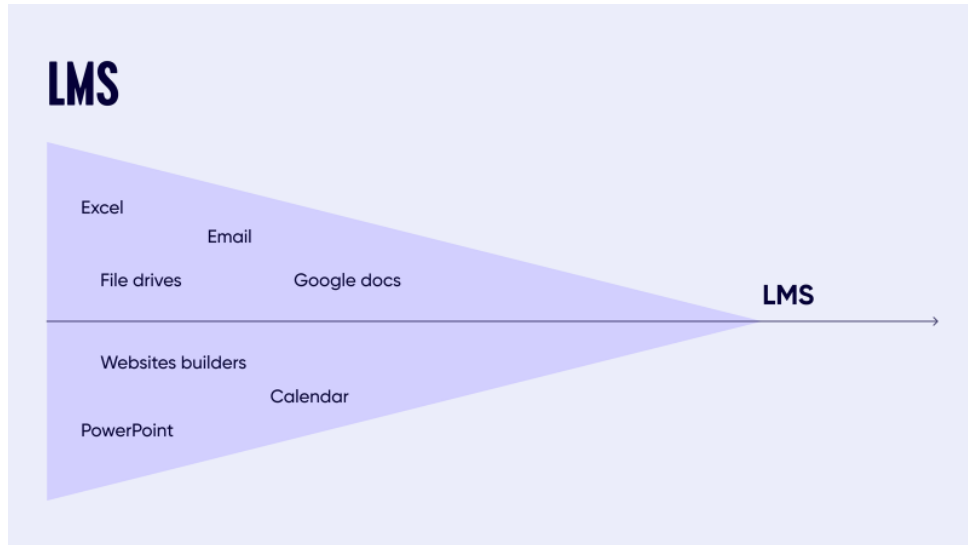 LMS
Excel
Email
File drives
Google docs
LMS
Websites builders
Calendar
PowerPoint